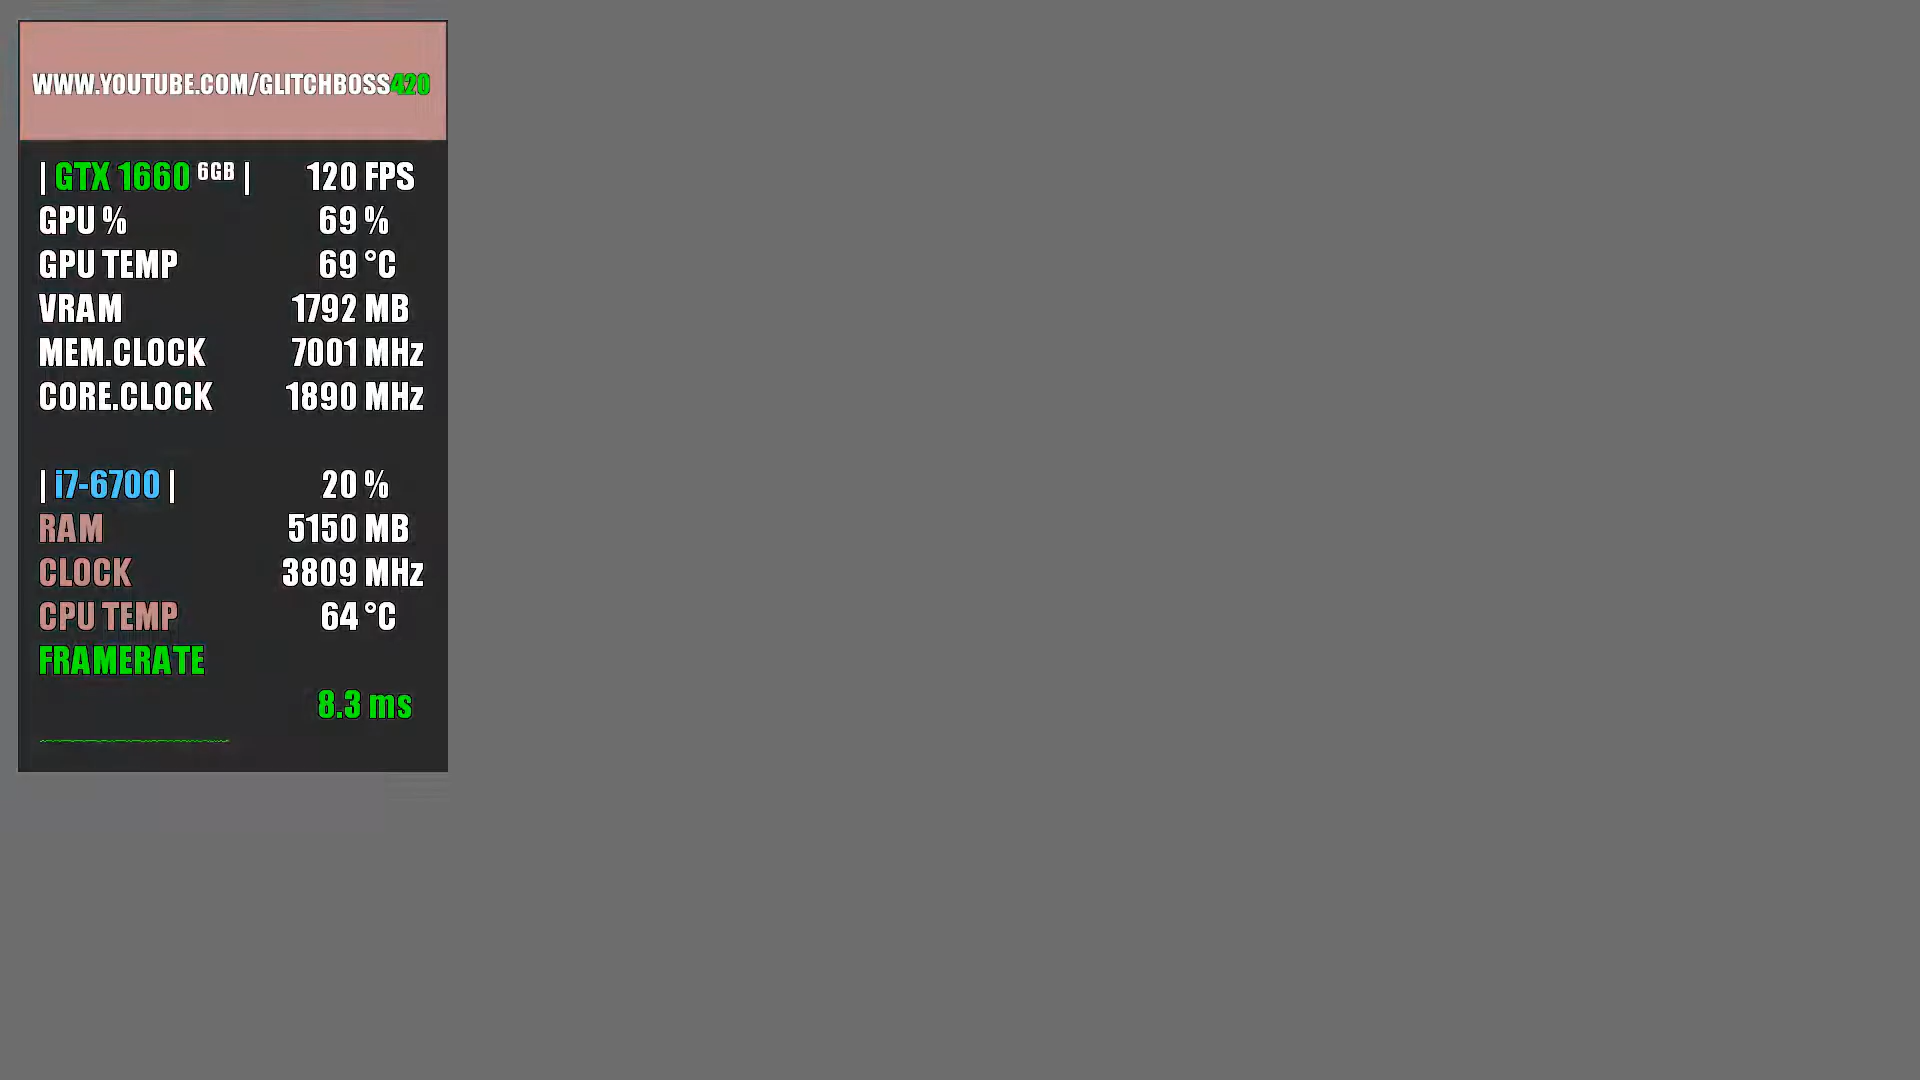 WWW.YOUTUBE.COM/GLITCHBOSS420
| GTX 1660 6GB | 120 FPS
GPU % 69 %
GPU TEMP 69 °C
VRAM 1792 MB
MEM.CLOCK 7001 MHz
CORE.CLOCK 1890 MHz
| i7-6700 | 20 %
RAM 5150 MB
CLOCK 3809 MHz
CPU TEMP 64 °C
FRAMERATE
8.3 ms